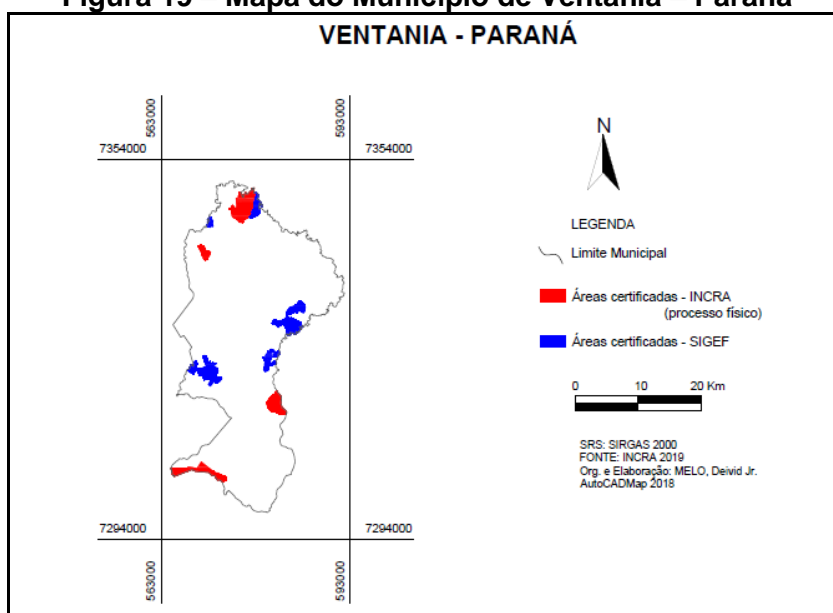 Figura 19 – Mapa do Município de Ventania – Paraná
VENTANIA - PARANÁ
563000
593000
7354000
7354000
N
LEGENDA
Limite Municipal
Áreas certificadas - INCRA
(processo físico)
Áreas certificadas - SIGEF
0 10 20 Km
SRS: SIRGAS 2000
FONTE: INCRA 2019
Org. e Elaboração: MELO, Deivid Jr.
AutoCADMap 2018
7294000
7294000
563000
593000